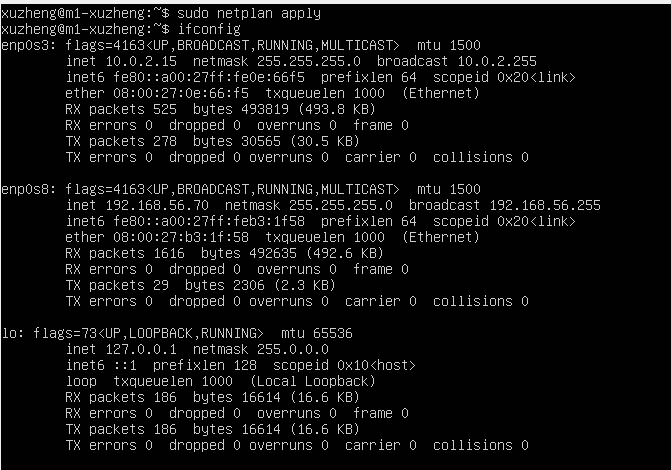 xuzheng@m1-xuzheng:~$ sudo netplan apply
xuzheng@m1-xuzheng:~$ ifconfig
enp0s3: flags=4163<UP,BROADCAST,RUNNING,MULTICAST>  mtu 1500
        inet 10.0.2.15  netmask 255.255.255.0  broadcast 10.0.2.255
        inet6 fe80::a00:27ff:fe0e:66f5  prefixlen 64  scopeid 0x20<link>
        ether 08:00:27:0e:66:f5  txqueuelen 1000  (Ethernet)
        RX packets 525  bytes 493819 (493.8 KB)
        RX errors 0  dropped 0  overruns 0  frame 0
        TX packets 278  bytes 30565 (30.5 KB)
        TX errors 0  dropped 0 overruns 0  carrier 0  collisions 0

enp0s8: flags=4163<UP,BROADCAST,RUNNING,MULTICAST>  mtu 1500
        inet 192.168.56.70  netmask 255.255.255.0  broadcast 192.168.56.255
        inet6 fe80::a00:27ff:feb3:1f58  prefixlen 64  scopeid 0x20<link>
        ether 08:00:27:b3:1f:58  txqueuelen 1000  (Ethernet)
        RX packets 1616  bytes 492635 (492.6 KB)
        RX errors 0  dropped 0  overruns 0  frame 0
        TX packets 29  bytes 2306 (2.3 KB)
        TX errors 0  dropped 0 overruns 0  carrier 0  collisions 0

lo: flags=73<UP,LOOPBACK,RUNNING>  mtu 65536
        inet 127.0.0.1  netmask 255.0.0.0
        inet6 ::1  prefixlen 128  scopeid 0x10<host>
        loop  txqueuelen 1000  (Local Loopback)
        RX packets 186  bytes 16614 (16.6 KB)
        RX errors 0  dropped 0  overruns 0  frame 0
        TX packets 186  bytes 16614 (16.6 KB)
        TX errors 0  dropped 0 overruns 0  carrier 0  collisions 0